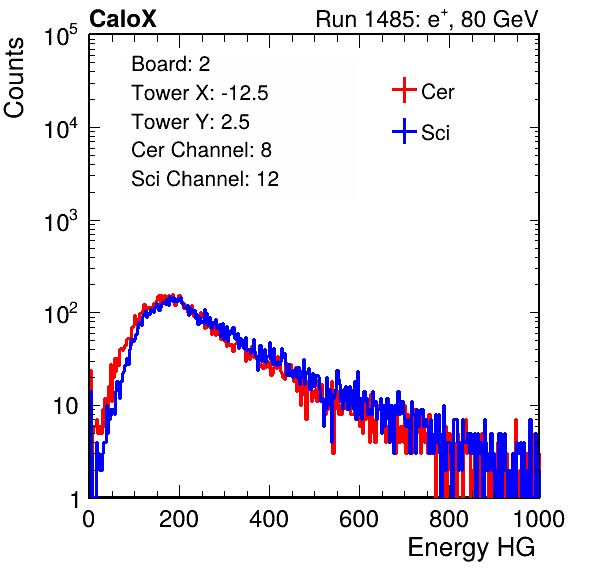 CaloX Run 1485: e⁺, 80 GeV
Counts
Board: 2
Tower X: -12.5
Tower Y: 2.5
Cer Channel: 8
Sci Channel: 12
Cer
Sci
10⁵
10⁴
10³
10²
10
1
0 200 400 600 800 1000
Energy HG